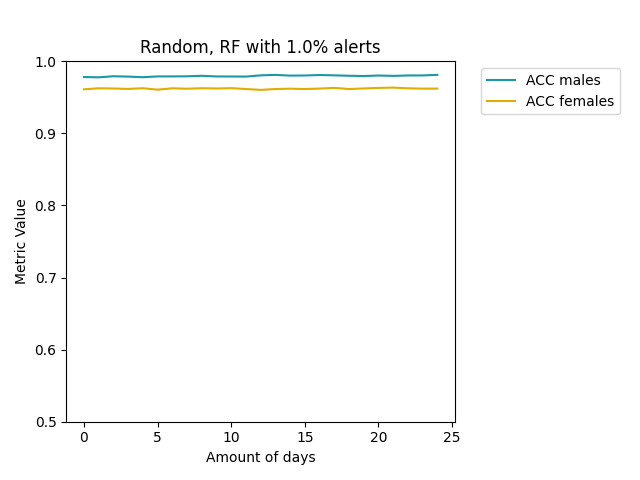 Random, RF with 1.0% alerts
ACC males
ACC females
1.0
0.9
0.8
0.7
0.6
0.5
Metric Value
0 5 10 15 20 25
Amount of days